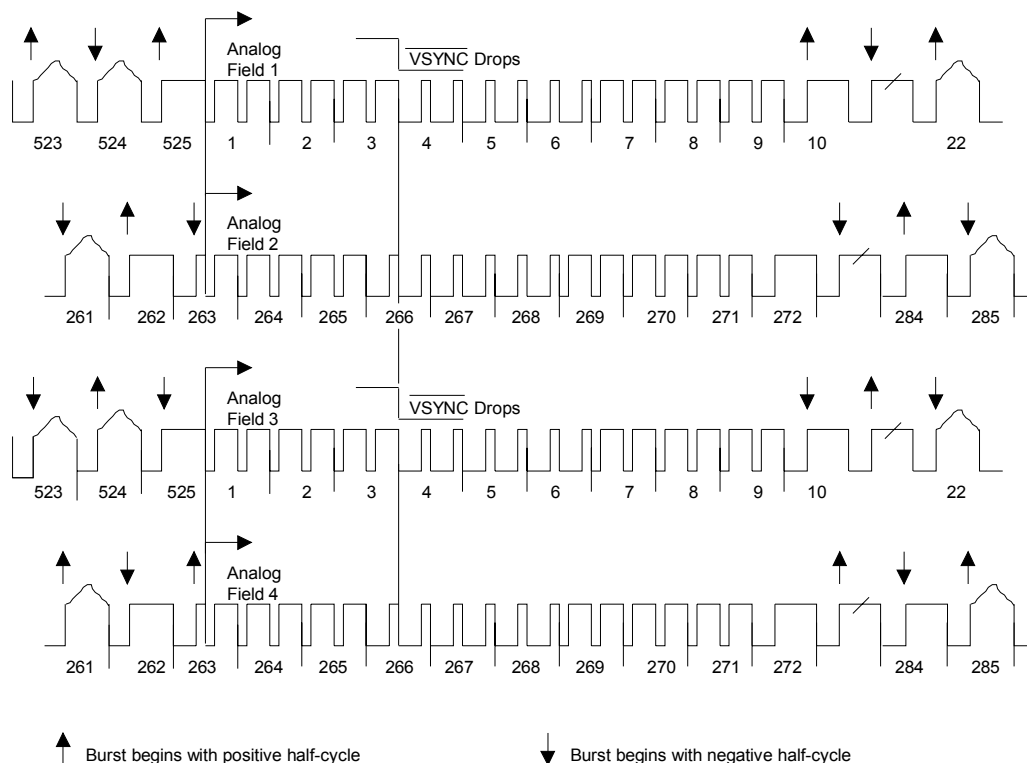 Analog
Field 1
VSYNC Drops
523 524 525 1 2 3 4 5 6 7 8 9 10 22
Analog
Field 2
261 262 263 264 265 266 267 268 269 270 271 272 284 285
Analog
Field 3
VSYNC Drops
523 524 525 1 2 3 4 5 6 7 8 9 10 22
Analog
Field 4
261 262 263 264 265 266 267 268 269 270 271 272 284 285
Burst begins with positive half-cycle Burst begins with negative half-cycle